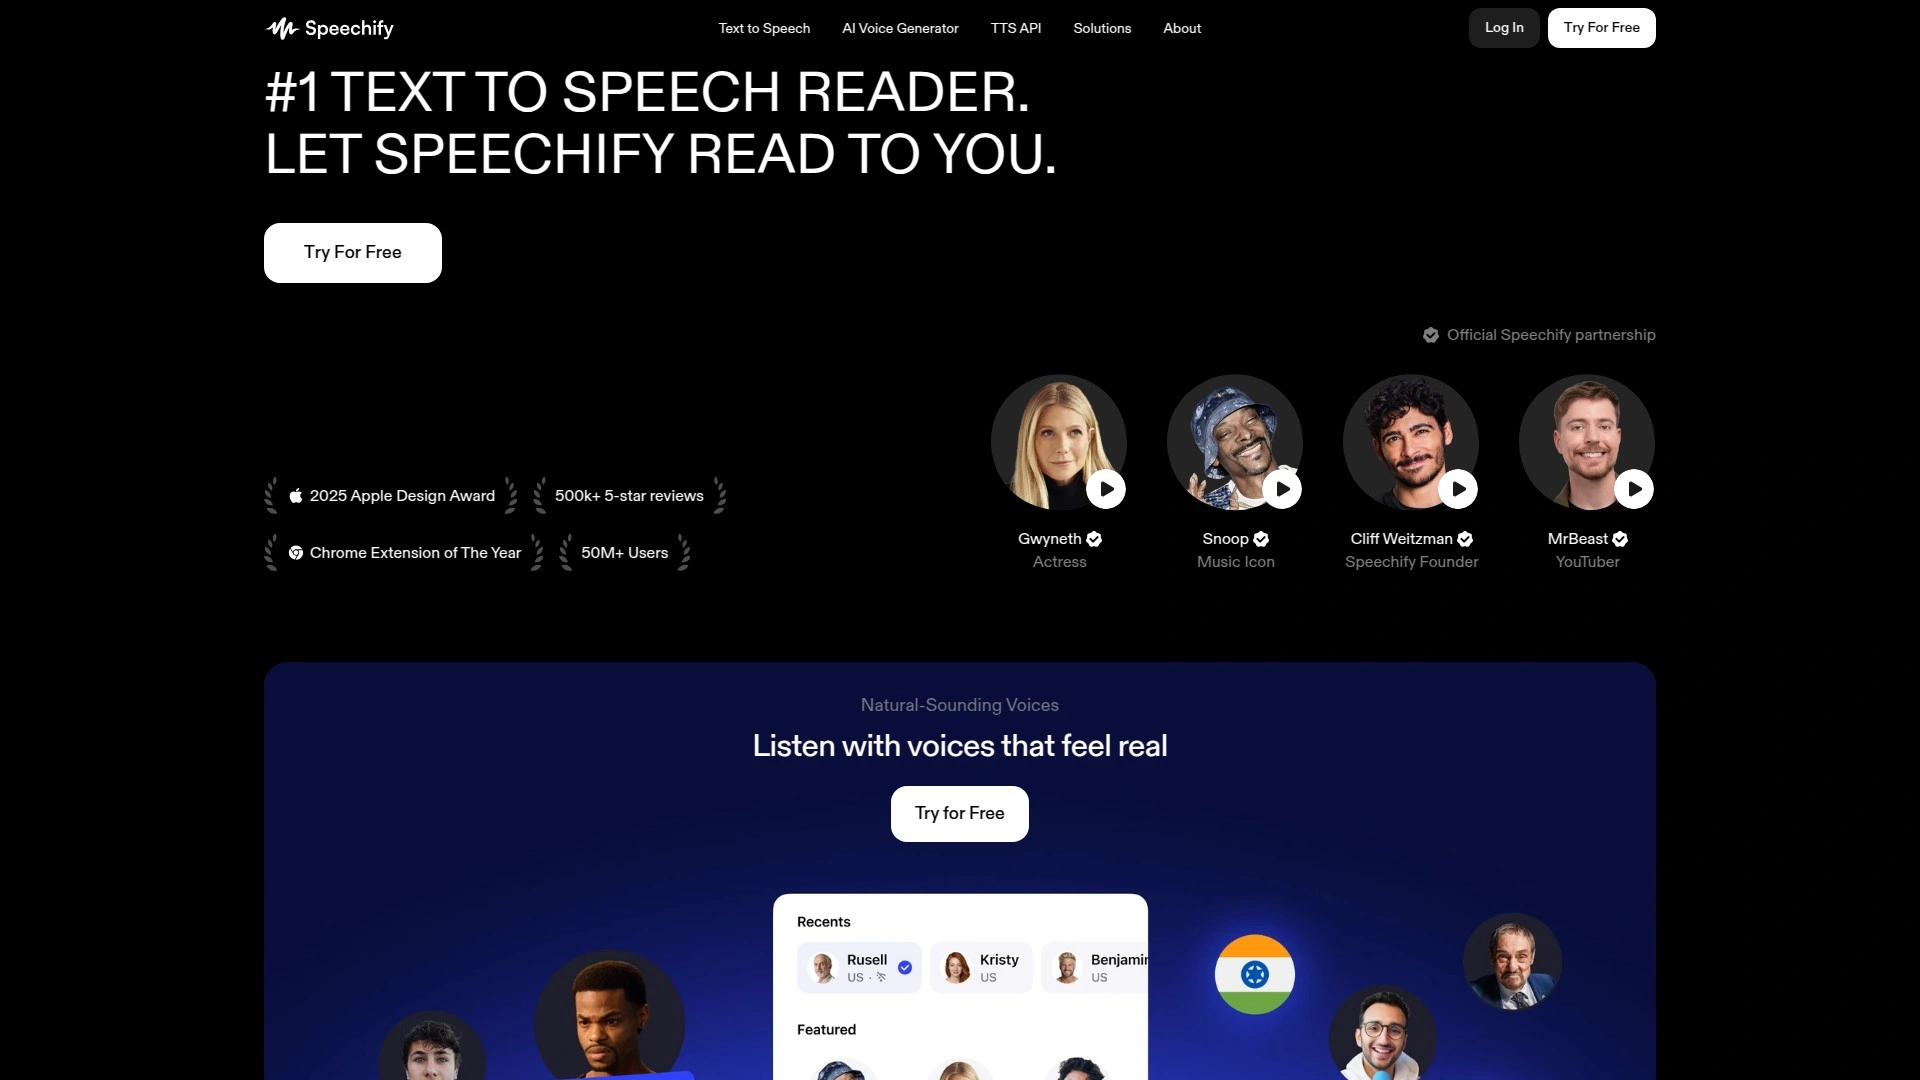 Speechify
Text to Speech
AI Voice Generator
TTS API
Solutions
About
Log In
Try For Free
#1 TEXT TO SPEECH READER.
LET SPEECHIFY READ TO YOU.
Try For Free
Official Speechify partnership
2025 Apple Design Award
500k+ 5-star reviews
Chrome Extension of The Year
50M+ Users
Gwyneth
Actress
Snoop
Music Icon
Cliff Weitzman
Speechify Founder
MrBeast
YouTuber
Natural-Sounding Voices
Listen with voices that feel real
Try for Free
Recents
Rusell
US ·
Kristy
US
Benjamin
US
Featured